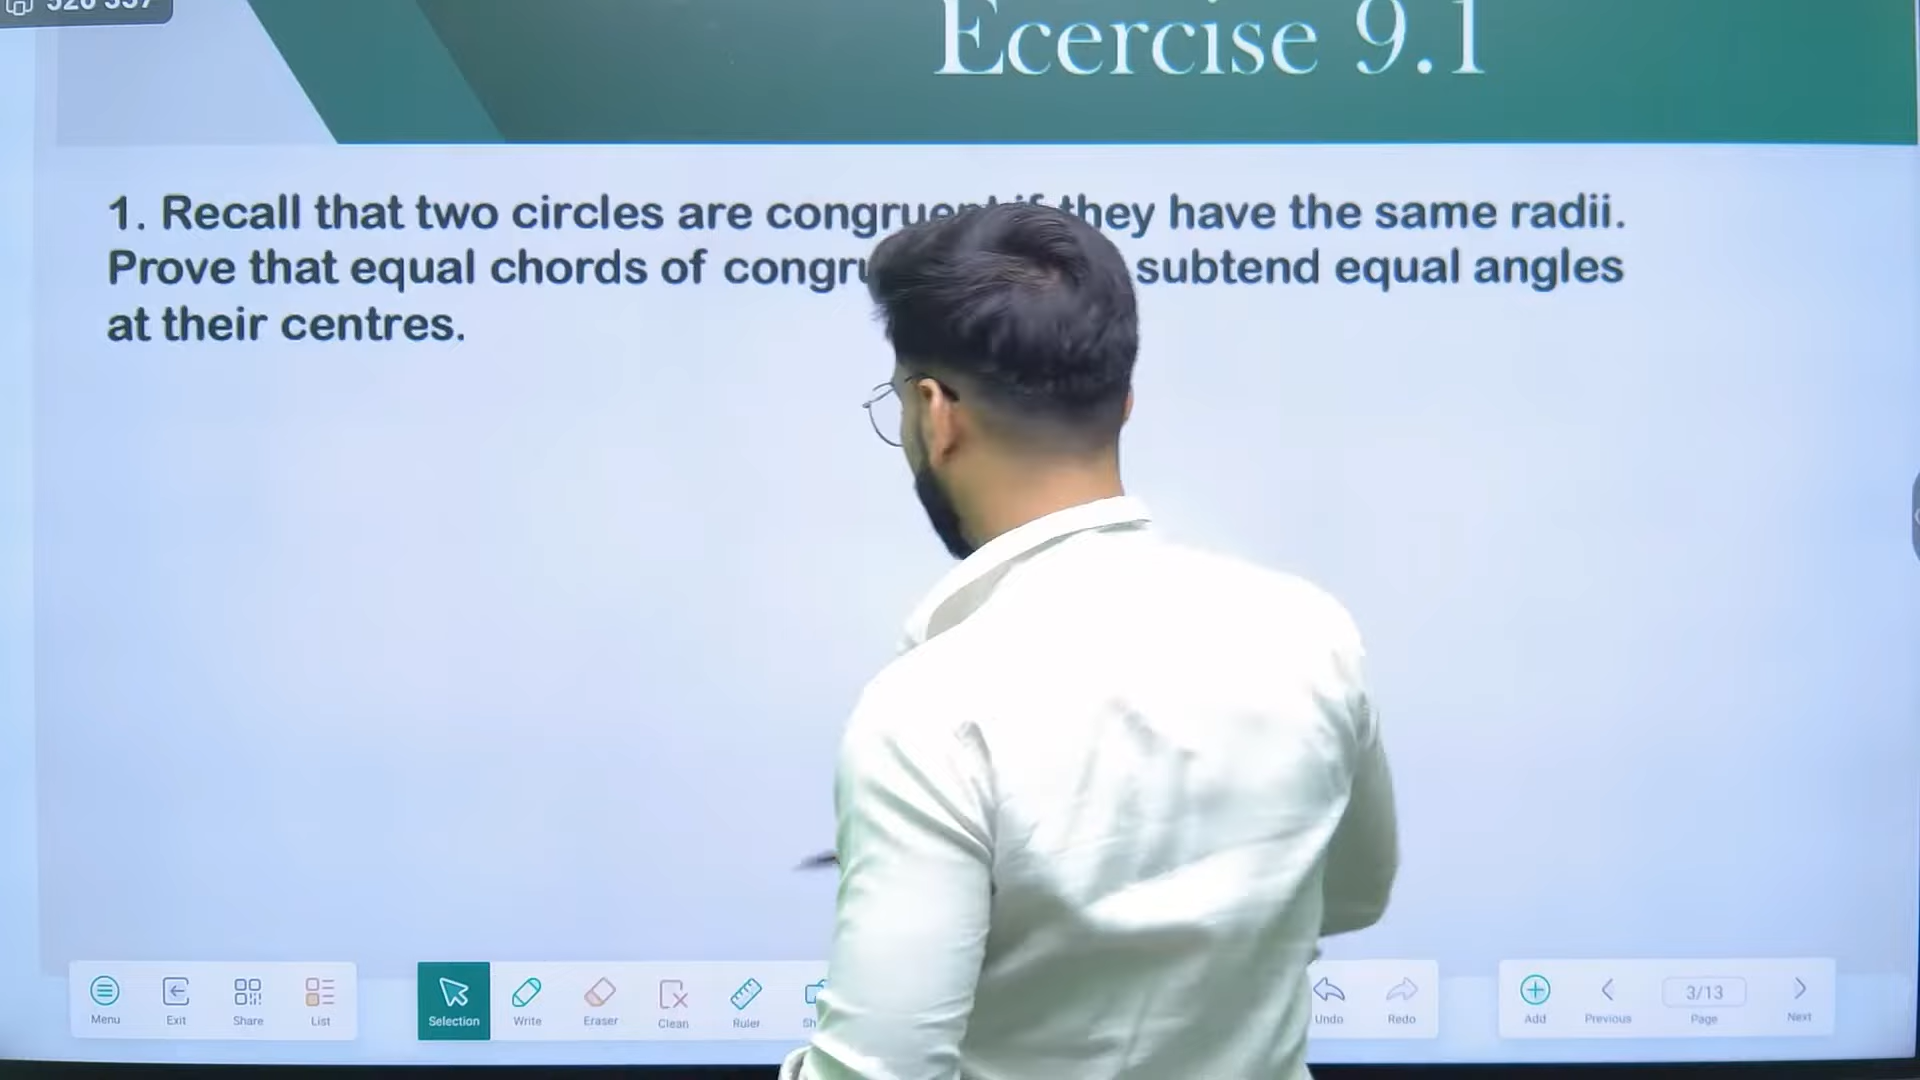 Ecercise 9.1
1. Recall that two circles are congruent if they have the same radii.
Prove that equal chords of subtend equal angles
at their centres.
Menu Exit Share List Selection Write Eraser Clean Ruler Undo Redo Add Previous 3/13 Page Next